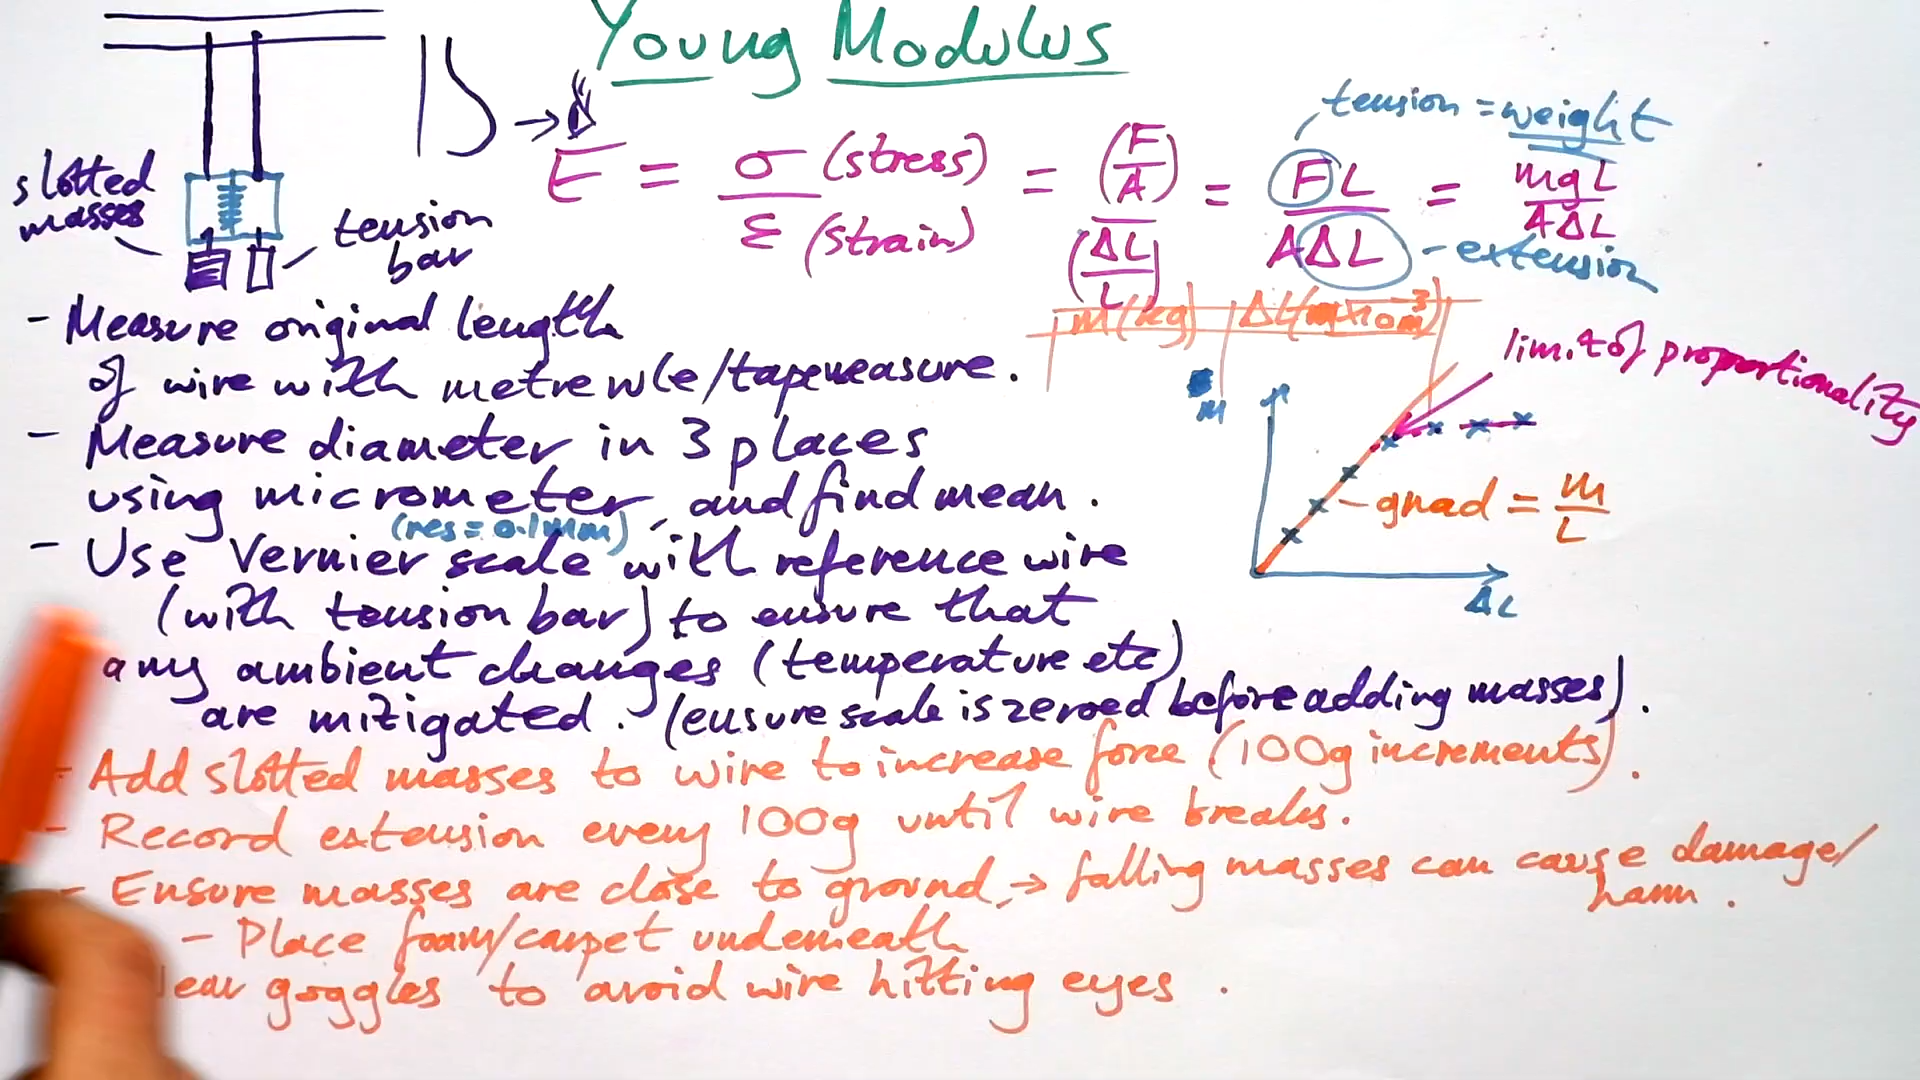 Young Modulus
slotted
masses
tension
bar
E = σ (stress) / ε (strain) = (F/A) / (ΔL/L) = FL / AΔL = mgL / AΔL
tension = weight
- extension
m(kg) ΔL(
limit of proportionality
m
- grad = m/L
ΔL
- Measure original length
of wire with metre rule/tapemeasure.
- Measure diameter in 3 places
using micrometer, and find mean.
(res = 0.1mm)
- Use Vernier scale with reference wire
(with tension bar) to ensure that
any ambient changes (temperature etc)
are mitigated. (ensure scale is zeroed before adding masses).
- Add slotted masses to wire to increase force (100g increments).
- Record extension every 100g until wire breaks.
- Ensure masses are close to ground, → falling masses can cause damage/
harm.
- Place foam/carpet underneath
ear goggles to avoid wire hitting eyes.